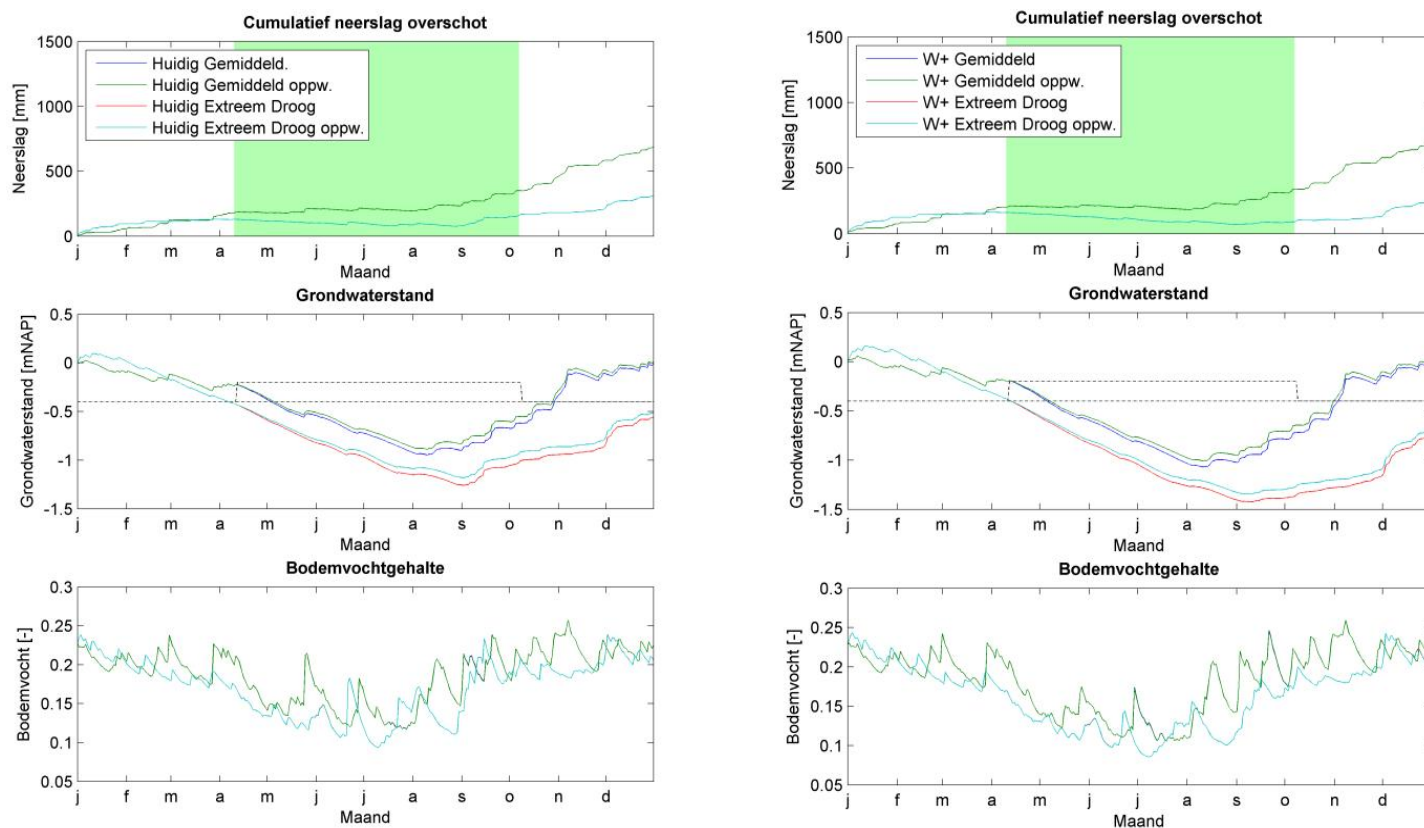 Cumulatief neerslag overschot
Neerslag [mm]
1500
1000
500
0
Huidig Gemiddeld.
Huidig Gemiddeld oppw.
Huidig Extreem Droog
Huidig Extreem Droog oppw.
j f m a m j j a s o n d
Maand
Grondwaterstand
Grondwaterstand [mNAP]
0.5
0
-0.5
-1
-1.5
j f m a m j j a s o n d
Maand
Bodemvochtgehalte
Bodemvocht [-]
0.3
0.25
0.2
0.15
0.1
0.05
j f m a m j j a s o n d
Maand
Cumulatief neerslag overschot
Neerslag [mm]
1500
1000
500
0
W+ Gemiddeld
W+ Gemiddeld oppw.
W+ Extreem Droog
W+ Extreem Droog oppw.
j f m a m j j a s o n d
Maand
Grondwaterstand
Grondwaterstand [mNAP]
0.5
0
-0.5
-1
-1.5
j f m a m j j a s o n d
Maand
Bodemvochtgehalte
Bodemvocht [-]
0.3
0.25
0.2
0.15
0.1
0.05
j f m a m j j a s o n d
Maand